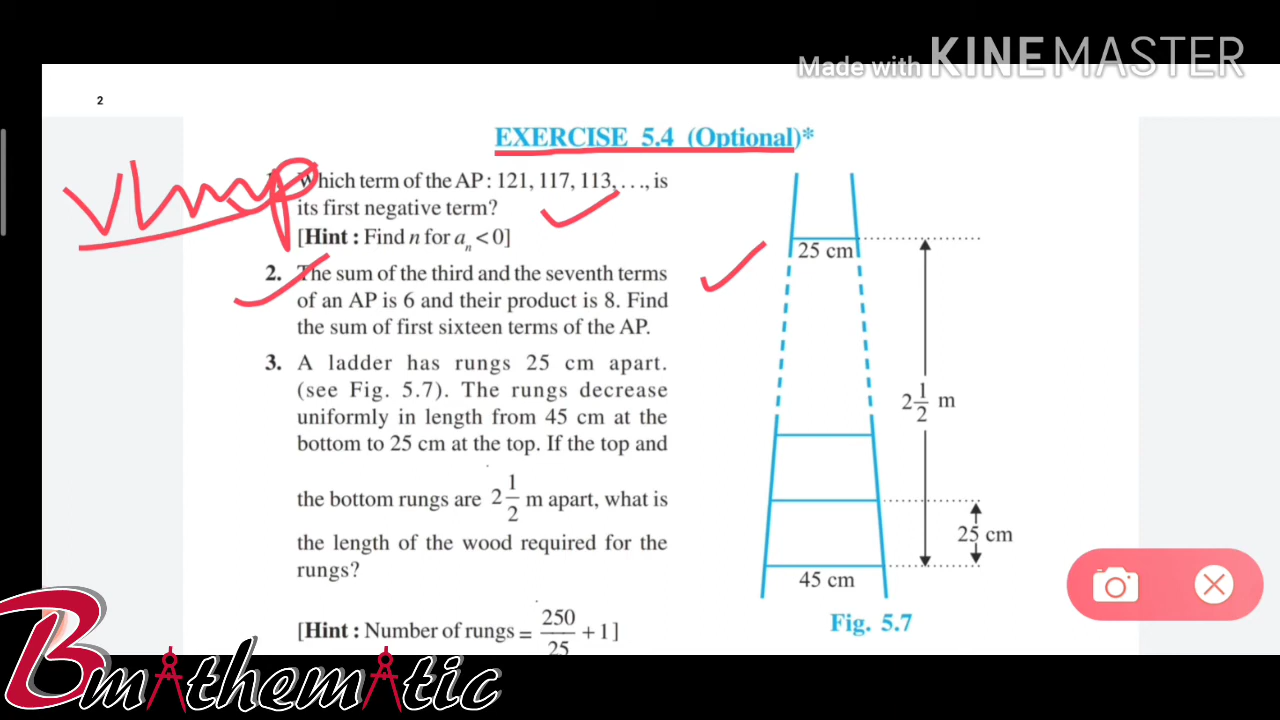 Made with KINEMASTER
2
EXERCISE 5.4 (Optional)*
VImp
Which term of the AP : 121, 117, 113, . . ., is
its first negative term?
[Hint : Find n for aₙ < 0]
2. The sum of the third and the seventh terms
of an AP is 6 and their product is 8. Find
the sum of first sixteen terms of the AP.
3. A ladder has rungs 25 cm apart.
(see Fig. 5.7). The rungs decrease
uniformly in length from 45 cm at the
bottom to 25 cm at the top. If the top and
the bottom rungs are 2 1/2 m apart, what is
the length of the wood required for the
rungs?
[Hint : Number of rungs = 250/25 + 1]
25 cm
2 1/2 m
25 cm
45 cm
Fig. 5.7
Bmathematic